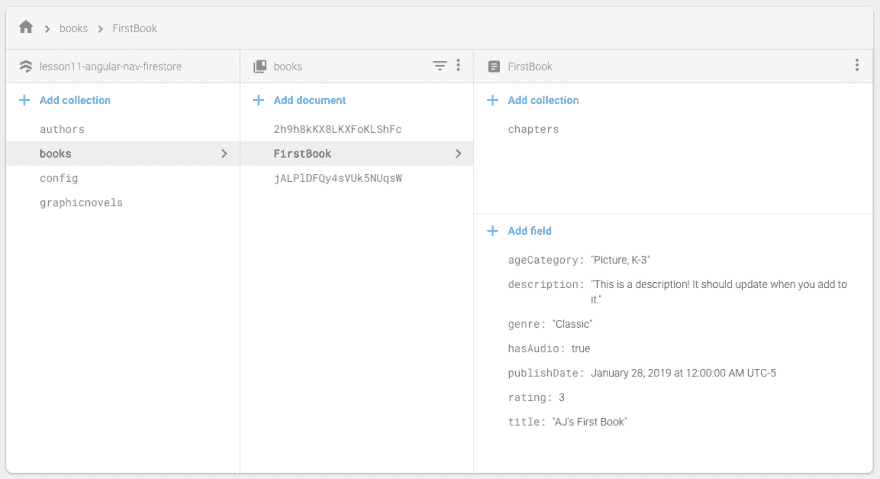 books
FirstBook
lesson11-angular-nav-firestore
books
FirstBook
Add collection
authors
books
config
graphicnovels
Add document
2h9h8kKX8LKXFoKLShFc
FirstBook
jALPlDFQy4sVUk5NUqsW
Add collection
chapters
Add field
ageCategory: "Picture, K-3"
description: "This is a description! It should update when you add to
it."
genre: "Classic"
hasAudio: true
publishDate: January 28, 2019 at 12:00:00 AM UTC-5
rating: 3
title: "AJ's First Book"